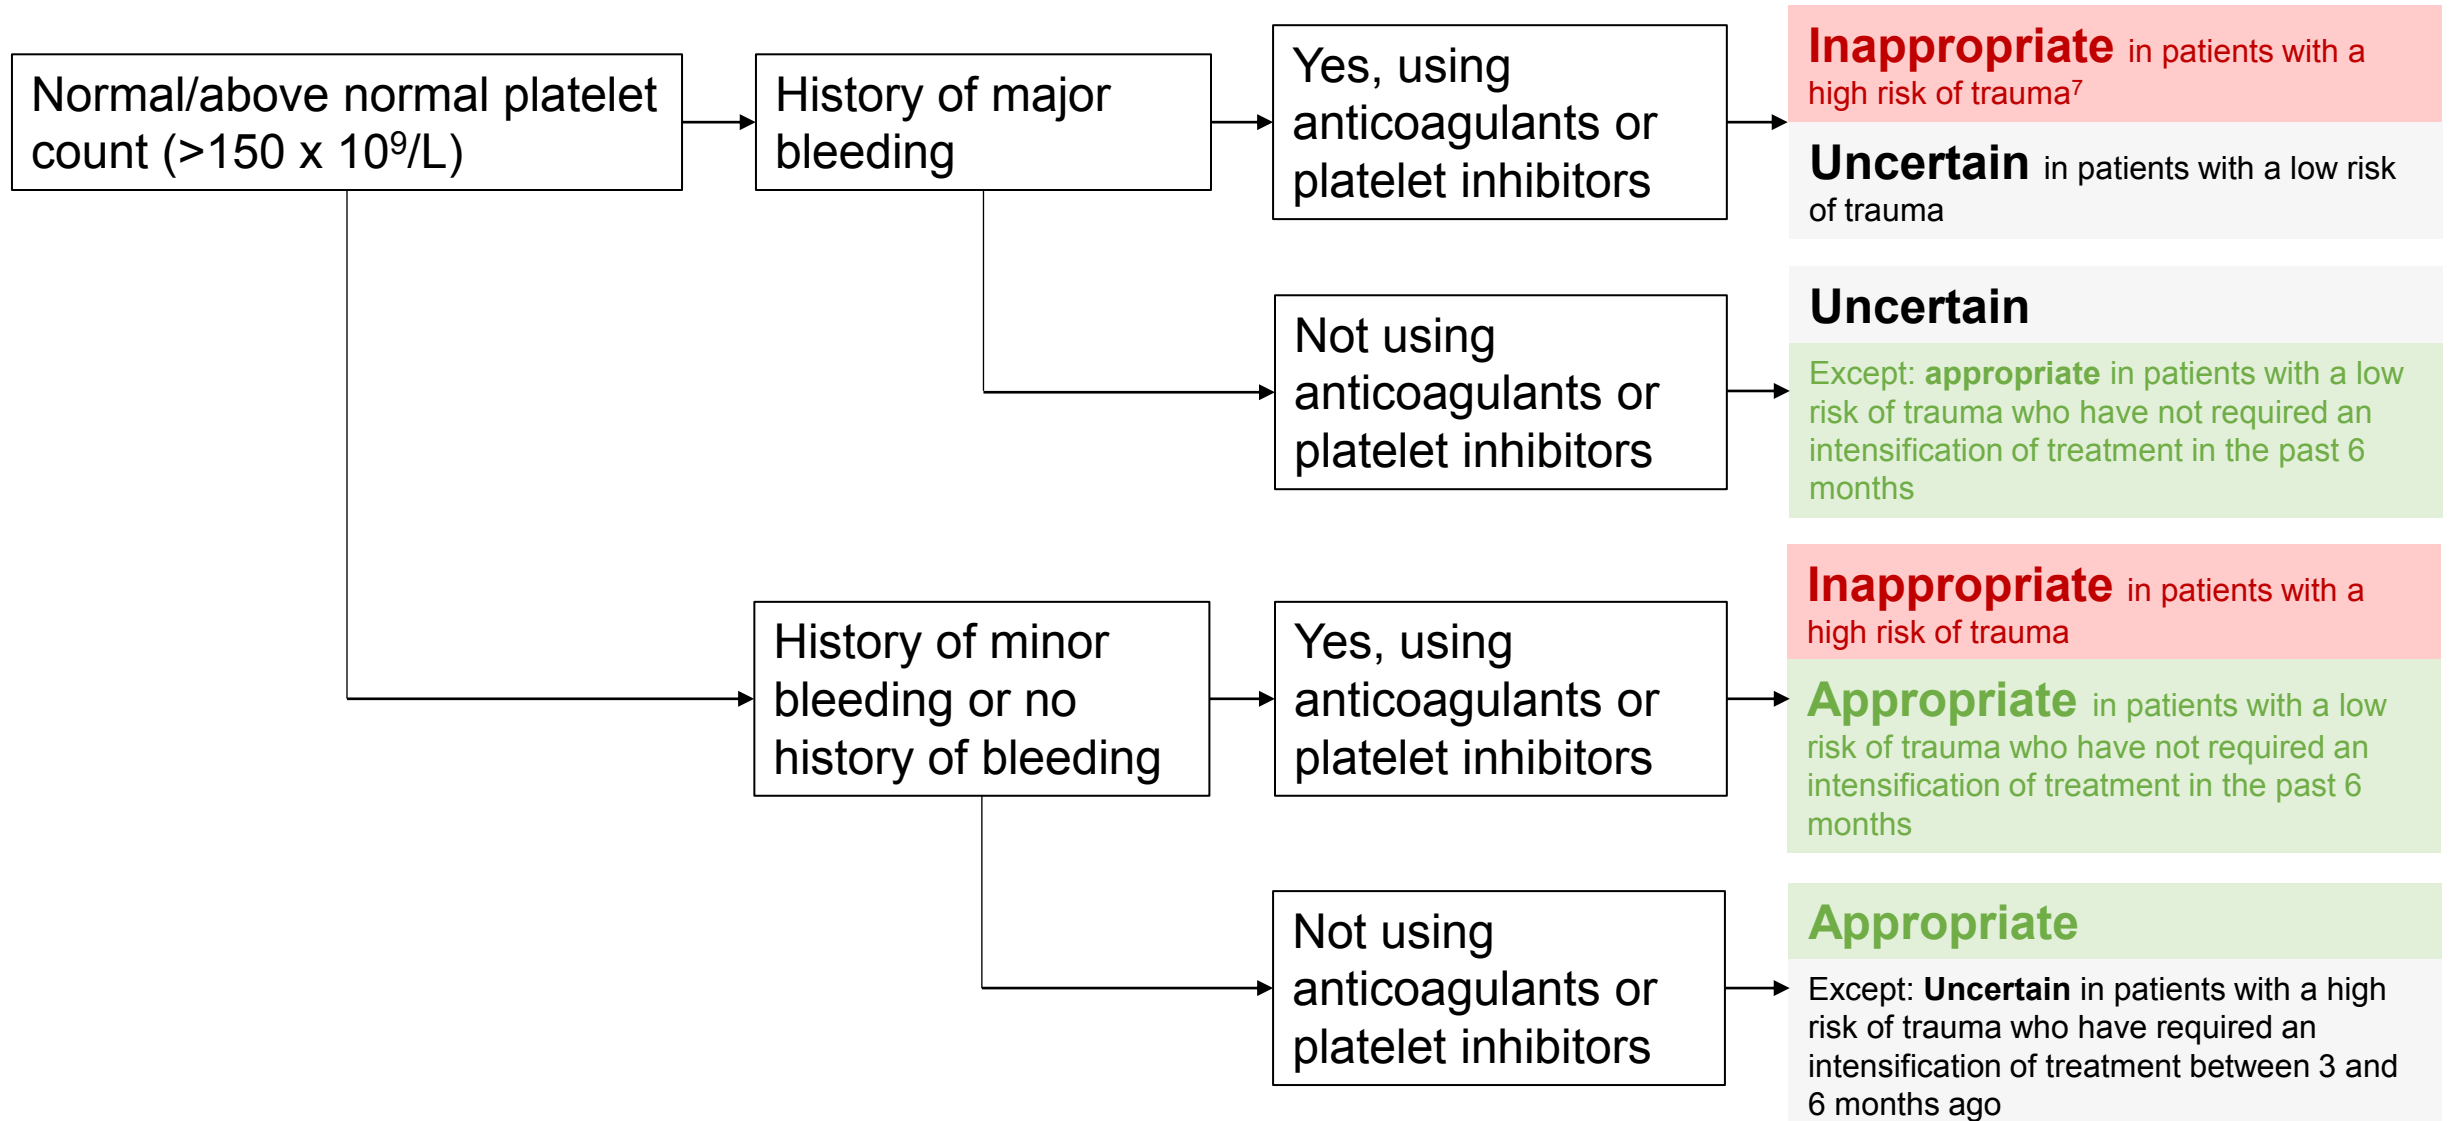 Normal/above normal platelet
count (>150 x 10⁹/L)
History of major
bleeding
Yes, using
anticoagulants or
platelet inhibitors
Inappropriate in patients with a
high risk of trauma⁷
Uncertain in patients with a low risk
of trauma
Not using
anticoagulants or
platelet inhibitors
Uncertain
Except: appropriate in patients with a low
risk of trauma who have not required an
intensification of treatment in the past 6
months
History of minor
bleeding or no
history of bleeding
Yes, using
anticoagulants or
platelet inhibitors
Inappropriate in patients with a
high risk of trauma
Appropriate in patients with a low
risk of trauma who have not required an
intensification of treatment in the past 6
months
Not using
anticoagulants or
platelet inhibitors
Appropriate
Except: Uncertain in patients with a high
risk of trauma who have required an
intensification of treatment between 3 and
6 months ago